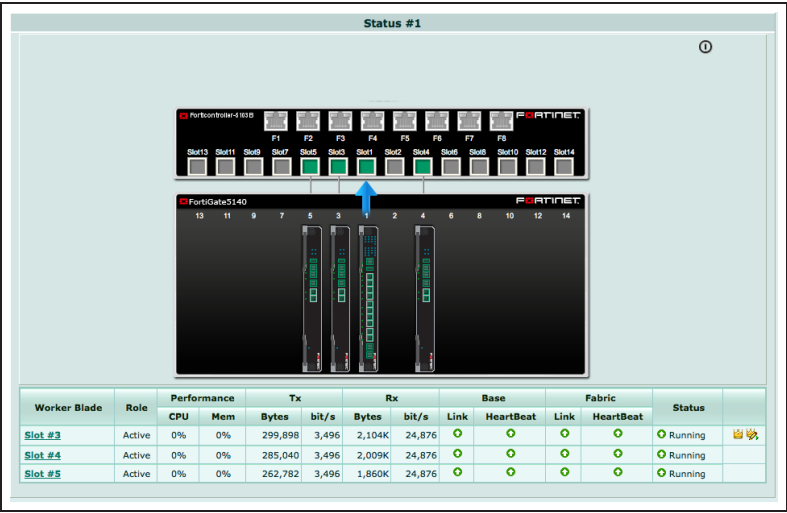 Status #1
FortiController-5103B
FORTINET
F1 F2 F3 F4 F5 F6 F7 F8
Slot13 Slot11 Slot9 Slot7 Slot5 Slot3 Slot1 Slot2 Slot4 Slot6 Slot8 Slot10 Slot12 Slot14
FortiGate5140
FORTINET
13 11 9 7 5 3 1 2 4 6 8 10 12 14
Worker Blade Role Performance Tx Rx Base Fabric Status
CPU Mem Bytes bit/s Bytes bit/s Link HeartBeat Link HeartBeat
Slot #3 Active 0% 0% 299,898 3,496 2,104K 24,876 Running
Slot #4 Active 0% 0% 285,040 3,496 2,009K 24,876 Running
Slot #5 Active 0% 0% 262,782 3,496 1,860K 24,876 Running